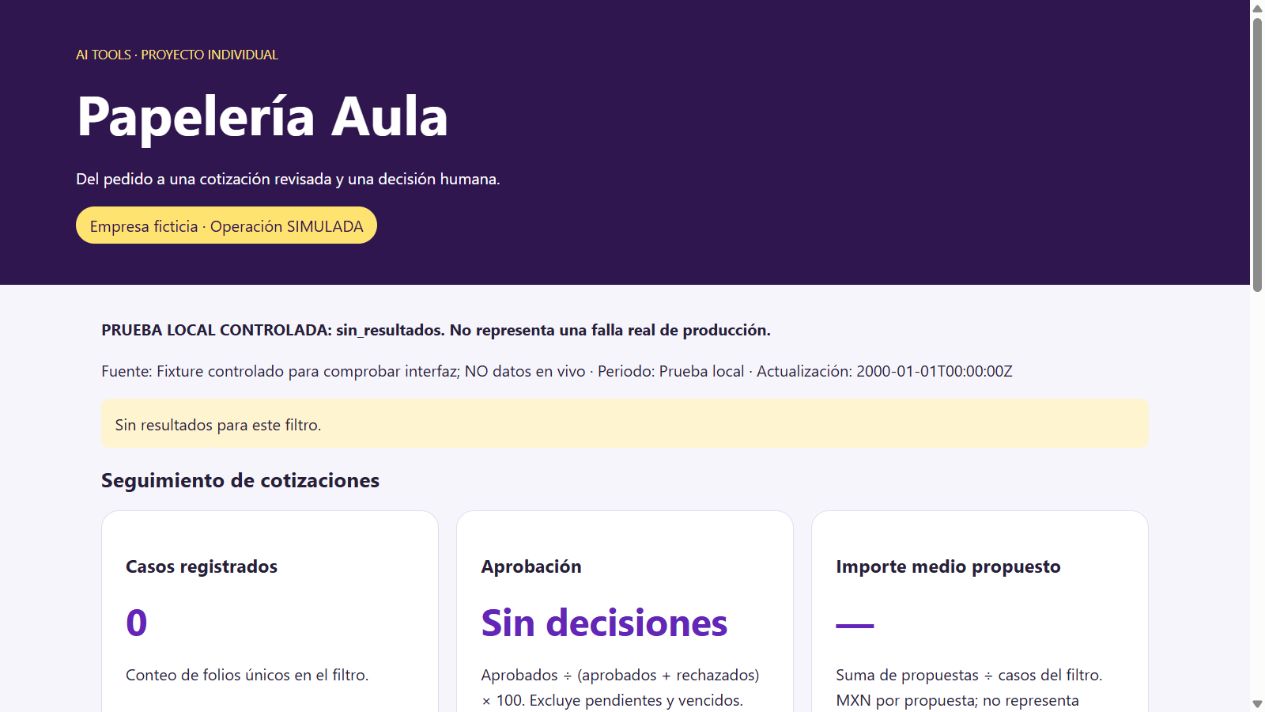 AI TOOLS · PROYECTO INDIVIDUAL
Papelería Aula
Del pedido a una cotización revisada y una decisión humana.
Empresa ficticia · Operación SIMULADA
PRUEBA LOCAL CONTROLADA: sin_resultados. No representa una falla real de producción.
Fuente: Fixture controlado para comprobar interfaz; NO datos en vivo · Periodo: Prueba local · Actualización: 2000-01-01T00:00:00Z
Sin resultados para este filtro.
Seguimiento de cotizaciones
Casos registrados
0
Conteo de folios únicos en el filtro.
Aprobación
Sin decisiones
Aprobados ÷ (aprobados + rechazados)
× 100. Excluye pendientes y vencidos.
Importe medio propuesto
—
Suma de propuestas ÷ casos del filtro.
MXN por propuesta; no representa